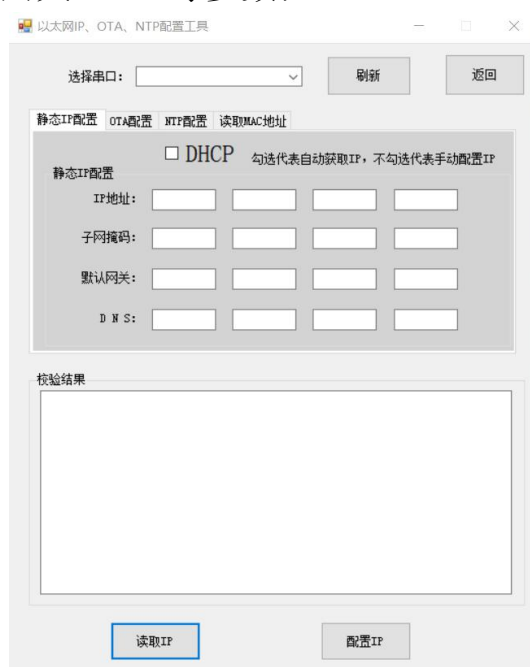 以太网IP、OTA、NTP配置工具
选择串口：
刷新
返回
静态IP配置 OTA配置 NTP配置 读取MAC地址
DHCP 勾选代表自动获取IP，不勾选代表手动配置IP
静态IP配置
IP地址：
子网掩码：
默认网关：
D N S：
校验结果
读取IP
配置IP